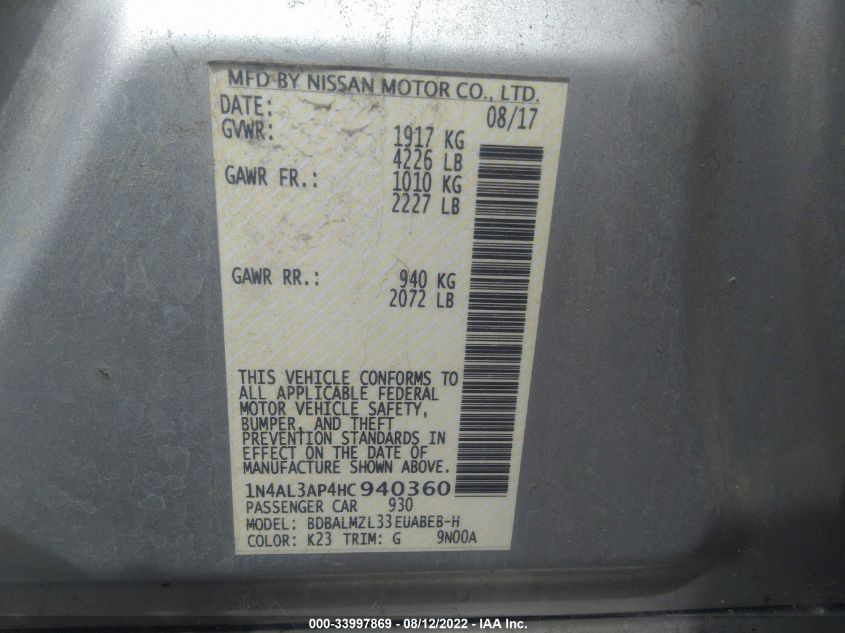 MFD BY NISSAN MOTOR CO., LTD.
DATE: 08/17
GVWR: 1917 KG
4226 LB
GAWR FR.: 1010 KG
2227 LB
GAWR RR.: 940 KG
2072 LB
THIS VEHICLE CONFORMS TO
ALL APPLICABLE FEDERAL
MOTOR VEHICLE SAFETY,
BUMPER, AND THEFT
PREVENTION STANDARDS IN
EFFECT ON THE DATE OF
MANUFACTURE SHOWN ABOVE.
1N4AL3AP4HC940360
PASSENGER CAR 930
MODEL: BDBALMZL33EUABEB-H
COLOR: K23 TRIM: G 9N00A
000-33997869 - 08/12/2022 - IAA Inc.